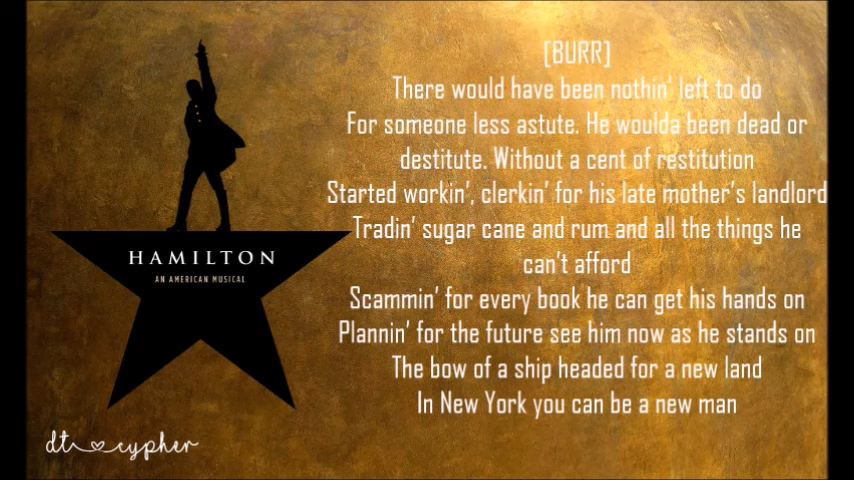 HAMILTON
AN AMERICAN MUSICAL
dt cypher
[BURR]
There would have been nothin' left to do
For someone less astute. He woulda been dead or
destitute. Without a cent of restitution
Started workin', clerkin' for his late mother's landlord
Tradin' sugar cane and rum and all the things he
can't afford
Scammin' for every book he can get his hands on
Plannin' for the future see him now as he stands on
The bow of a ship headed for a new land
In New York you can be a new man